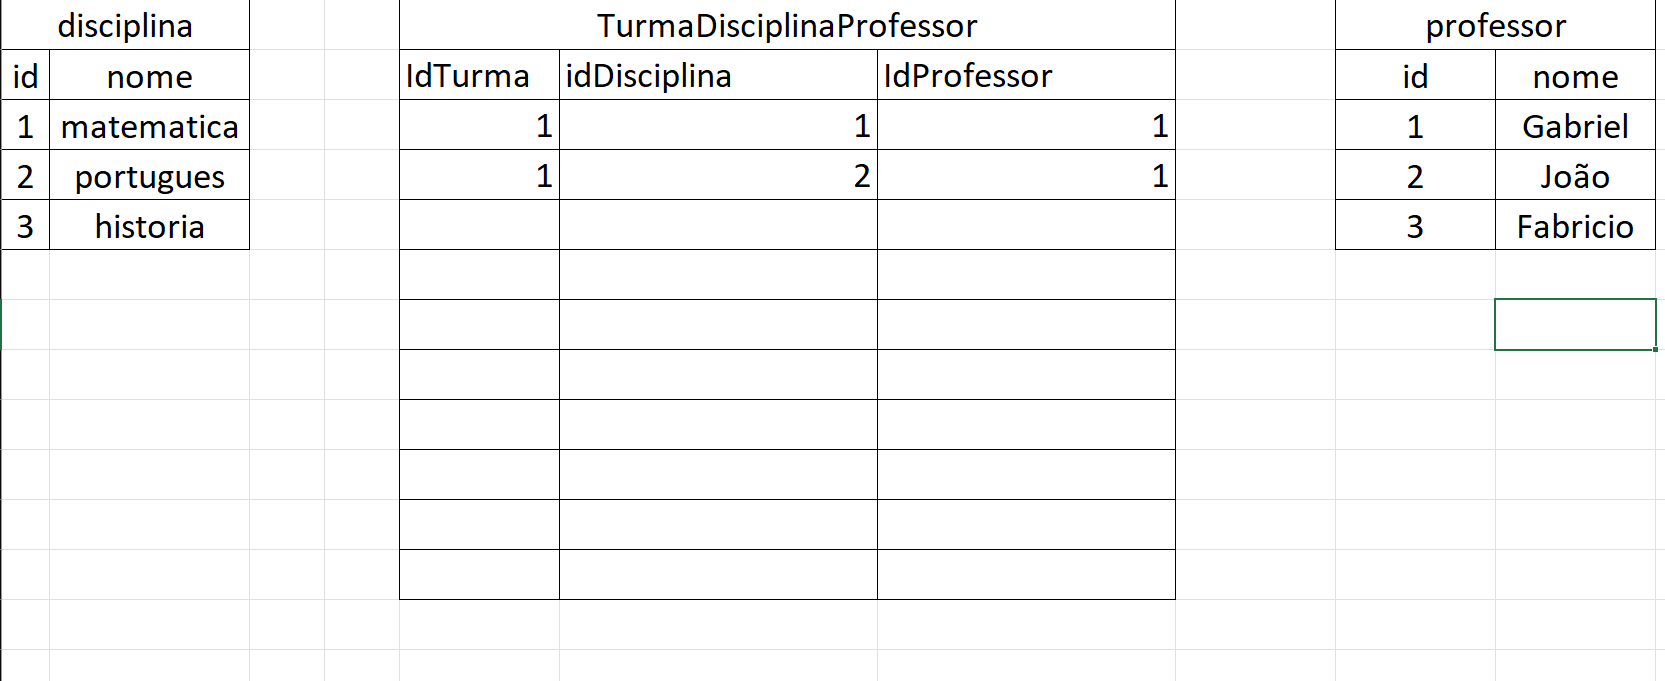 disciplina TurmaDisciplinaProfessor professor
id nome IdTurma idDisciplina IdProfessor id nome
1 matematica 1 1 1 1 Gabriel
2 portugues 1 2 1 2 João
3 historia 3 Fabricio